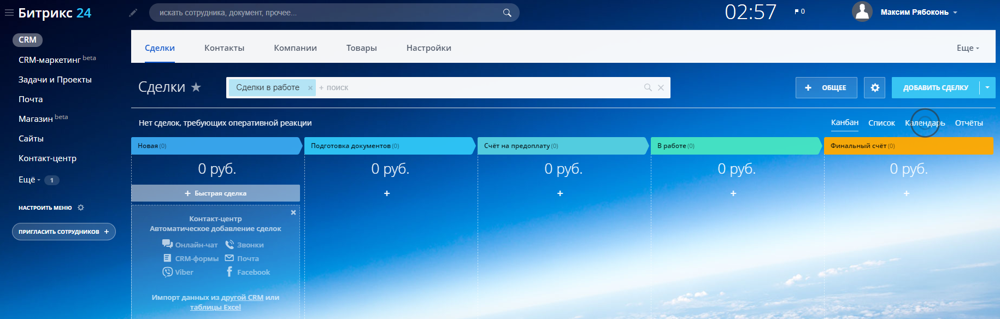 Битрикс 24
искать сотрудника, документ, прочее...
02:57
0
Максим Рябоконь
CRM
CRM-маркетинг beta
Задачи и Проекты
Почта
Магазин beta
Сайты
Контакт-центр
Ещё 1
НАСТРОИТЬ МЕНЮ
ПРИГЛАСИТЬ СОТРУДНИКОВ +
Сделки Контакты Компании Товары Настройки Еще
Сделки
Сделки в работе × + поиск
+ ОБЩЕЕ
ДОБАВИТЬ СДЕЛКУ
Нет сделок, требующих оперативной реакции
Канбан Список Календарь Отчёты
Новая (0) Подготовка документов (0) Счёт на предоплату (0) В работе (0) Финальный счёт (0)
0 руб. 0 руб. 0 руб. 0 руб. 0 руб.
+ Быстрая сделка + + + +
Контакт-центр
Автоматическое добавление сделок
Онлайн-чат Звонки
CRM-формы Почта
Viber Facebook
Импорт данных из другой CRM или
таблицы Excel